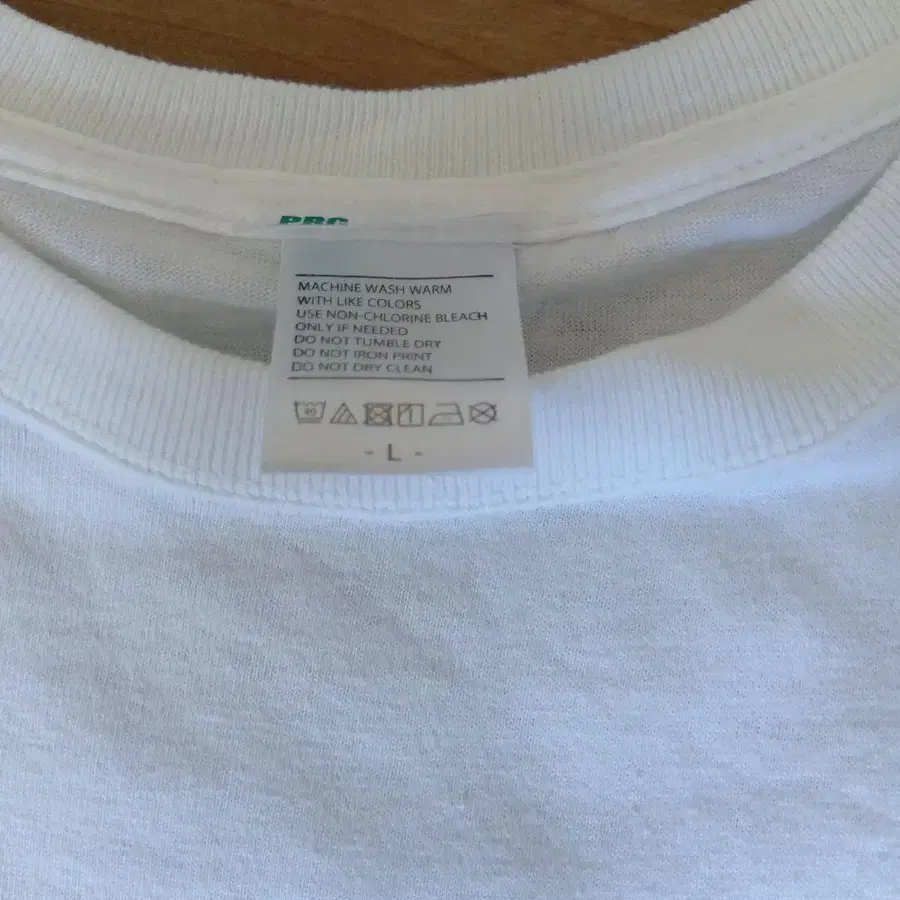 MACHINE WASH WARM
WITH LIKE COLORS
USE NON-CHLORINE BLEACH
ONLY IF NEEDED
DO NOT TUMBLE DRY
DO NOT IRON PRINT
DO NOT DRY CLEAN
40
- L -